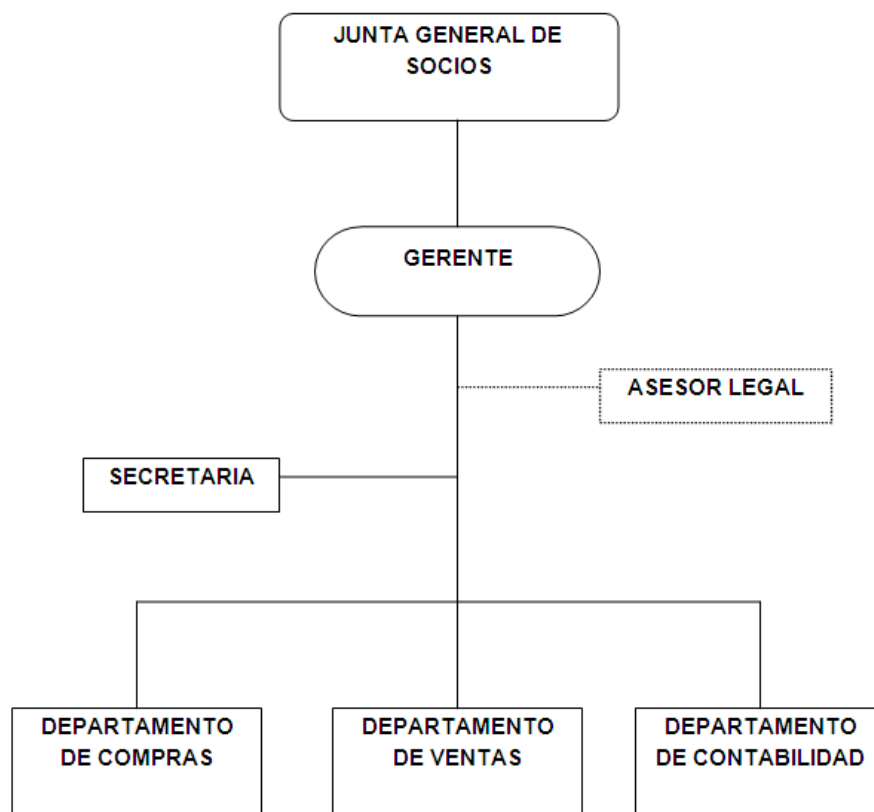 JUNTA GENERAL DE
SOCIOS
GERENTE
ASESOR LEGAL
SECRETARIA
DEPARTAMENTO
DE COMPRAS
DEPARTAMENTO
DE VENTAS
DEPARTAMENTO
DE CONTABILIDAD